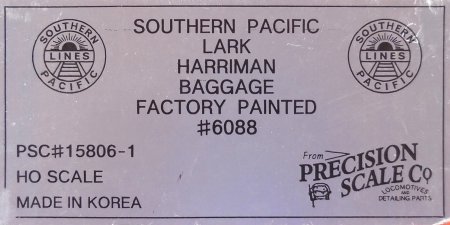 SOUTHERN PACIFIC
LARK
HARRIMAN
BAGGAGE
FACTORY PAINTED
#6088
SOUTHERN
LINES
PACIFIC
SOUTHERN
LINES
PACIFIC
PSC#15806-1
HO SCALE
MADE IN KOREA
From
PRECISION
SCALE CO
LOCOMOTIVES
AND
DETAILING PARTS